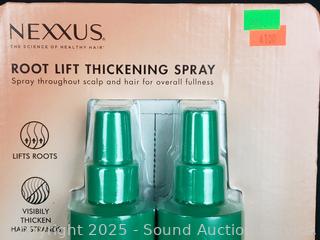 NEXXUS
THE SCIENCE OF HEALTHY HAIR
ROOT LIFT THICKENING SPRAY
Spray throughout scalp and hair for overall fullness
LIFTS ROOTS
VISIBLY
THICKEN
HAIR STRANDS
Copyright 2025 - Sound Auction